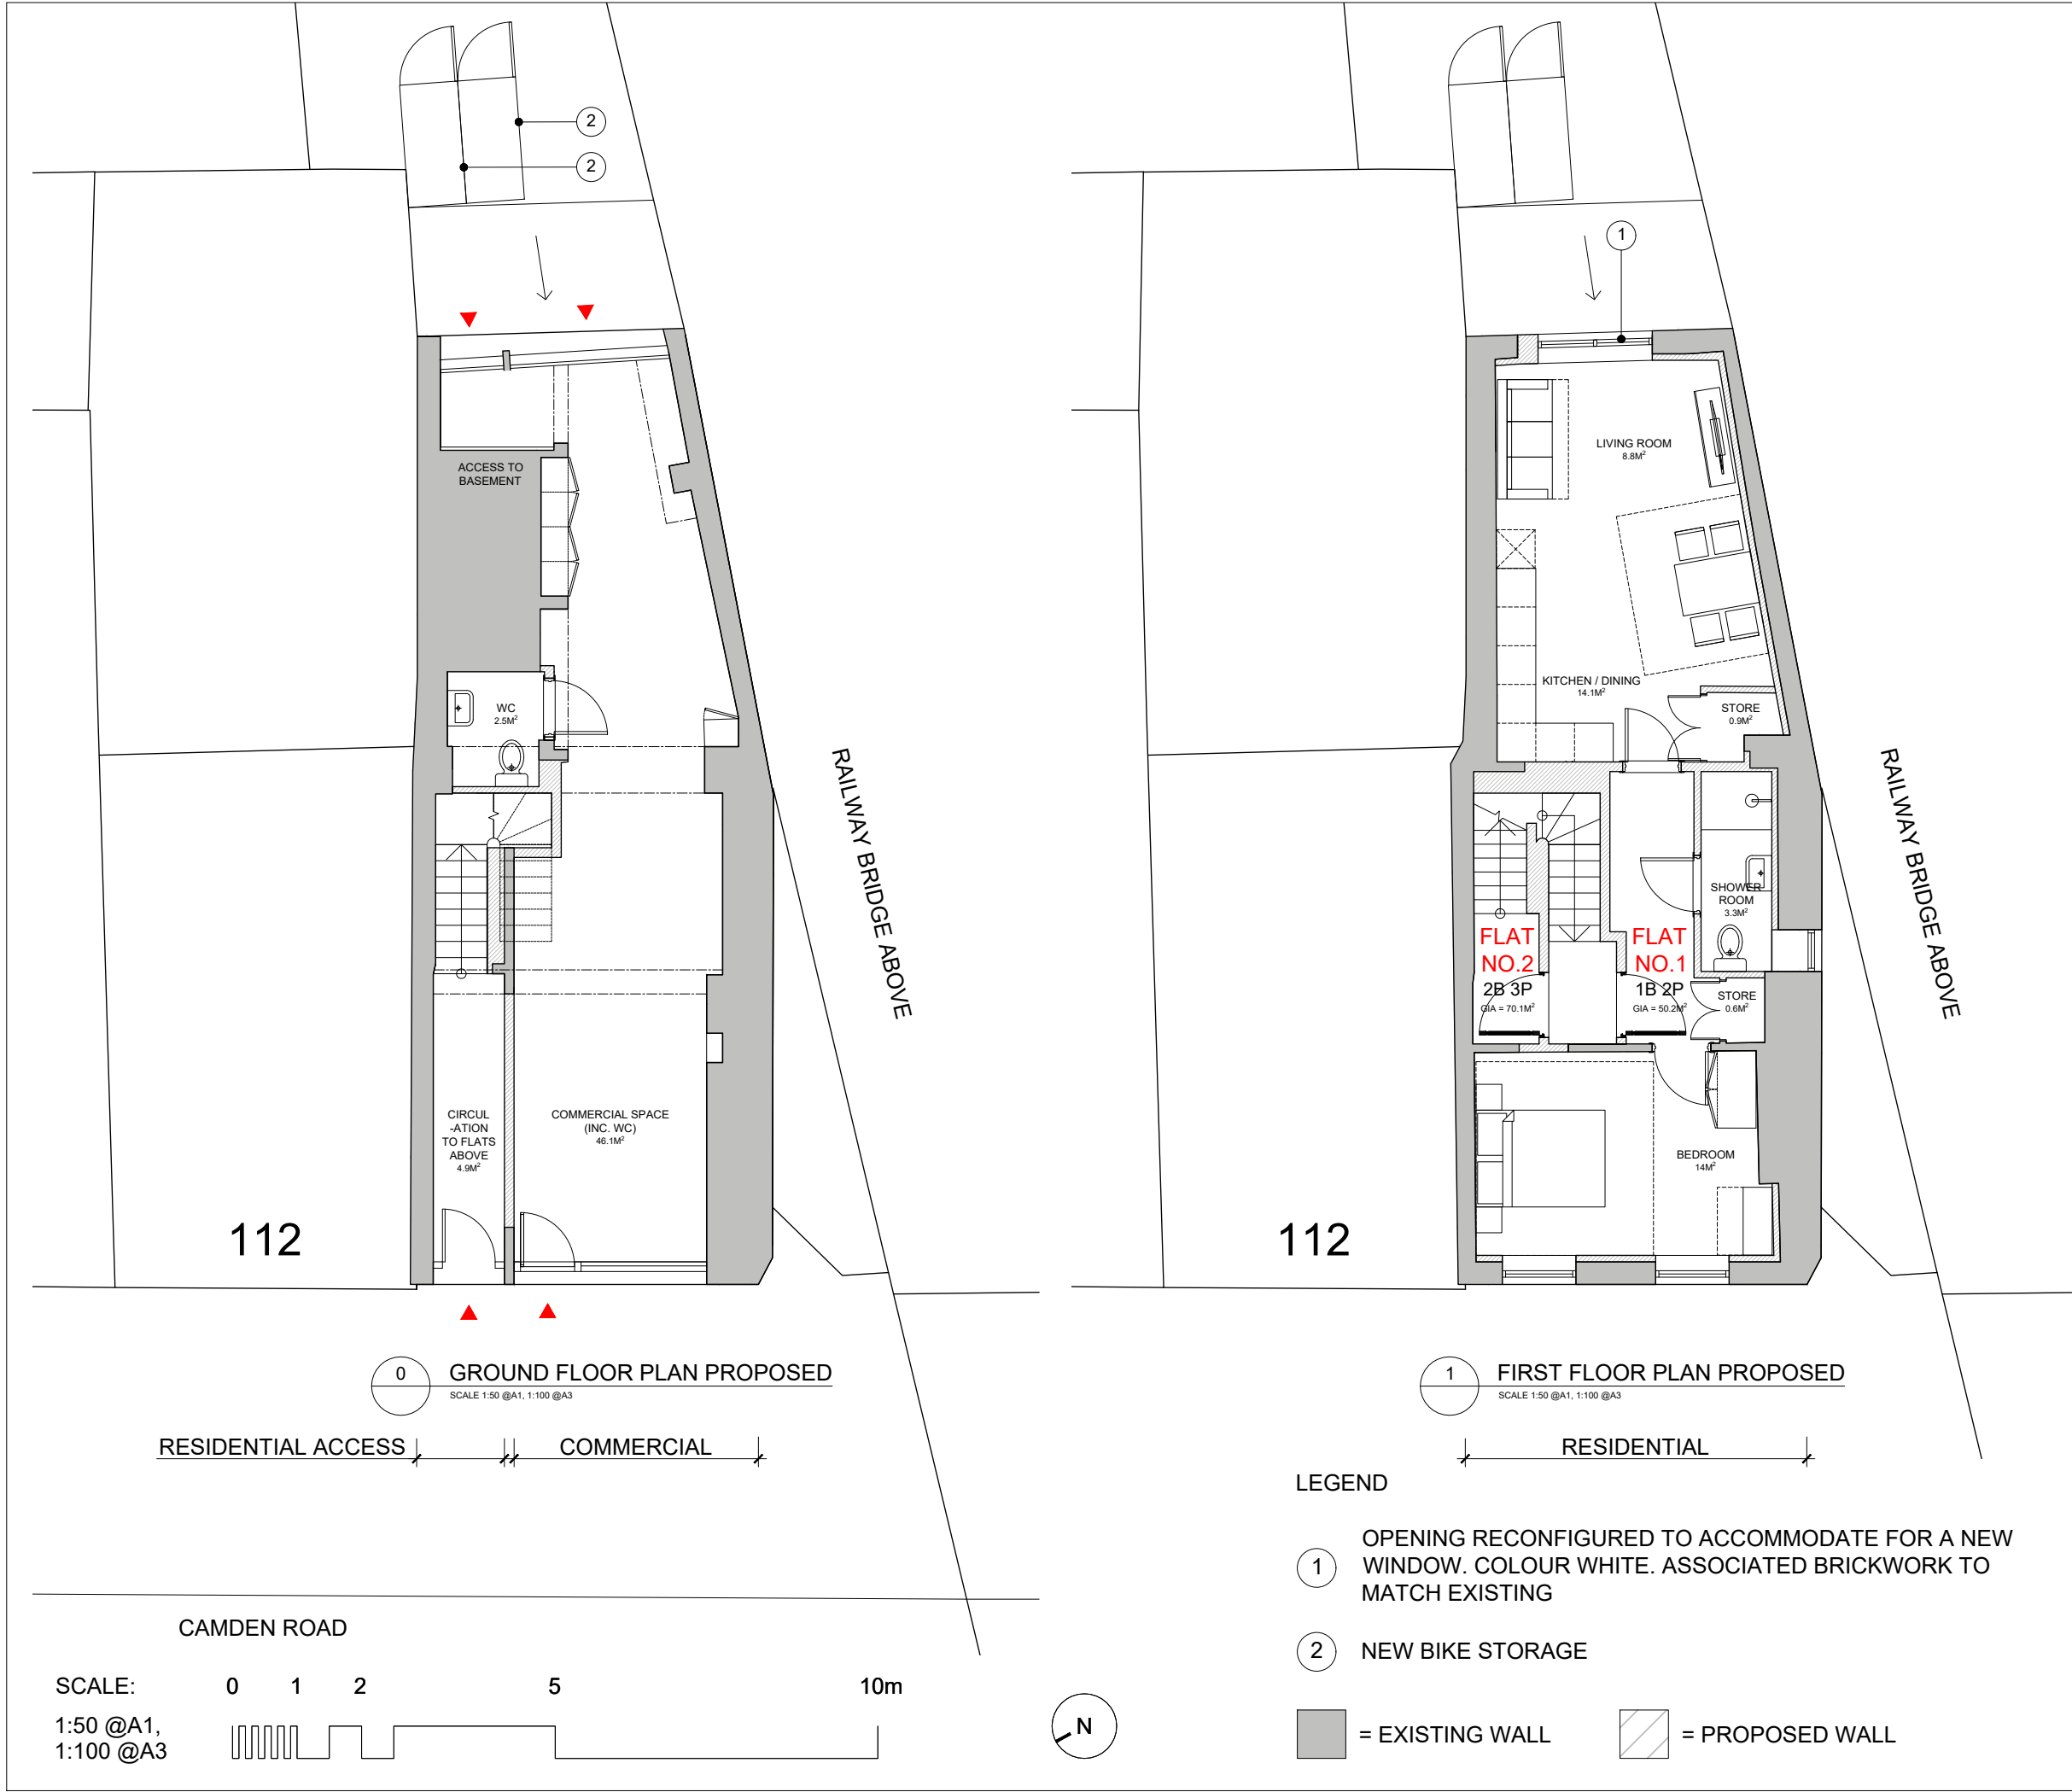 2
2
ACCESS TO
BASEMENT
WC
2.5M²
RAILWAY BRIDGE ABOVE
CIRCUL
-ATION
TO FLATS
ABOVE
4.9M²
COMMERCIAL SPACE
(INC. WC)
46.1M²
112
0
GROUND FLOOR PLAN PROPOSED
SCALE 1:50 @A1, 1:100 @A3
RESIDENTIAL ACCESS
COMMERCIAL
CAMDEN ROAD
SCALE:
0 1 2 5 10m
1:50 @A1,
1:100 @A3
N
1
LIVING ROOM
8.8M²
KITCHEN / DINING
14.1M²
STORE
0.9M²
SHOWER
ROOM
3.3M²
FLAT
NO.2
2B 3P
GIA = 70.1M²
FLAT
NO.1
1B 2P
GIA = 50.2M²
STORE
0.6M²
BEDROOM
14M²
RAILWAY BRIDGE ABOVE
112
1
FIRST FLOOR PLAN PROPOSED
SCALE 1:50 @A1, 1:100 @A3
RESIDENTIAL
LEGEND
1
OPENING RECONFIGURED TO ACCOMMODATE FOR A NEW
WINDOW. COLOUR WHITE. ASSOCIATED BRICKWORK TO
MATCH EXISTING
2
NEW BIKE STORAGE
= EXISTING WALL
= PROPOSED WALL